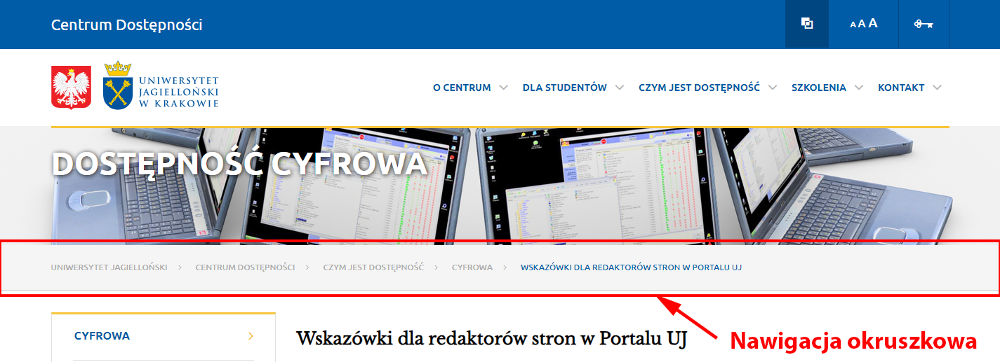 Centrum Dostępności
A A A
UNIWERSYTET
JAGIELLOŃSKI
W KRAKOWIE
O CENTRUM DLA STUDENTÓW CZYM JEST DOSTĘPNOŚĆ SZKOLENIA KONTAKT
DOSTĘPNOŚĆ CYFROWA
UNIWERSYTET JAGIELLOŃSKI > CENTRUM DOSTĘPNOŚCI > CZYM JEST DOSTĘPNOŚĆ > CYFROWA > WSKAZÓWKI DLA REDAKTORÓW STRON W PORTALU UJ
CYFROWA >
Wskazówki dla redaktorów stron w Portalu UJ
Nawigacja okruszkowa